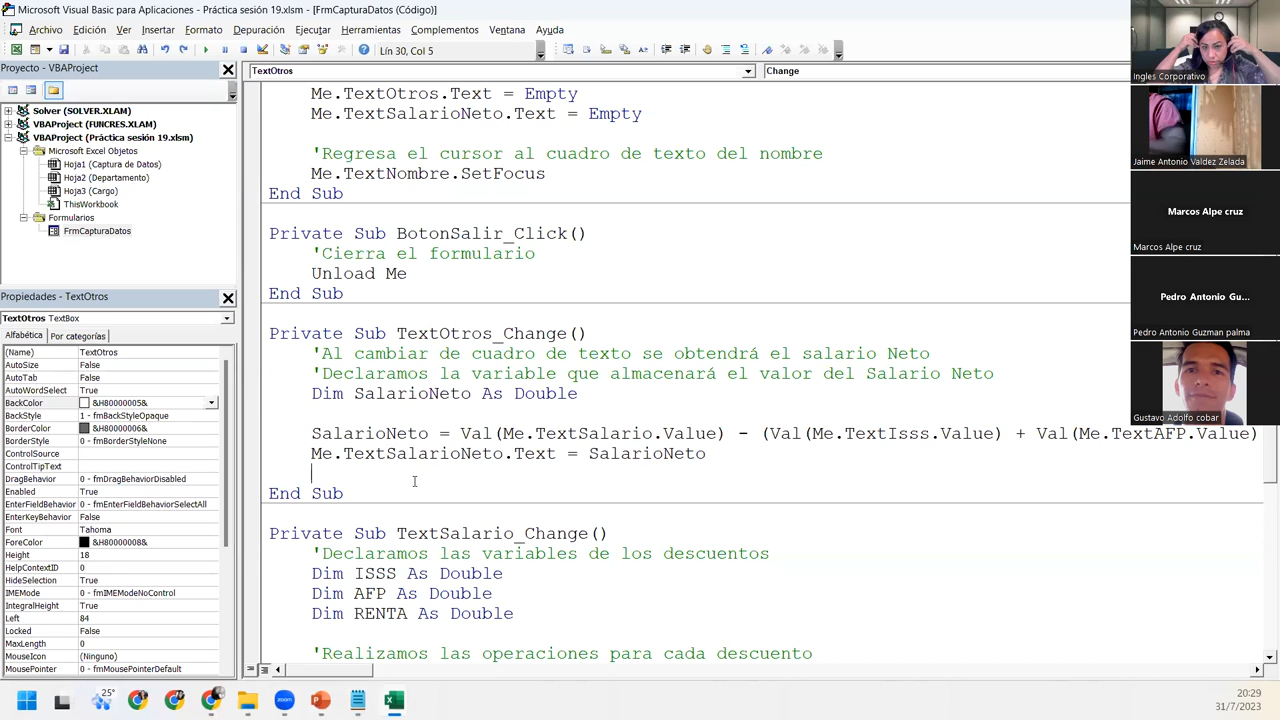 Microsoft Visual Basic para Aplicaciones - Práctica sesión 19.xlsm - [FrmCapturaDatos (Código)]
Archivo Edición Ver Insertar Formato Depuración Ejecutar Herramientas Complementos Ventana Ayuda
Lín 30, Col 5
Proyecto - VBAProject
Solver (SOLVER.XLAM)
VBAProject (FUNCRES.XLAM)
VBAProject (Práctica sesión 19.xlsm)
Microsoft Excel Objetos
Hoja1 (Captura de Datos)
Hoja2 (Departamento)
Hoja3 (Cargo)
ThisWorkbook
Formularios
FrmCapturaDatos
Propiedades - TextOtros
TextOtros TextBox
Alfabética Por categorías
(Name) TextOtros
AutoSize False
AutoTab False
AutoWordSelect True
BackColor &H80000005&
BackStyle 1 - fmBackStyleOpaque
BorderColor &H80000006&
BorderStyle 0 - fmBorderStyleNone
ControlSource
ControlTipText
DragBehavior 0 - fmDragBehaviorDisabled
Enabled True
EnterFieldBehavior 0 - fmEnterFieldBehaviorSelectAll
EnterKeyBehavior False
Font Tahoma
ForeColor &H80000008&
Height 18
HelpContextID 0
HideSelection True
IMEMode 0 - fmIMEModeNoControl
IntegralHeight True
Left 84
Locked False
MaxLength 0
MouseIcon (Ninguno)
MousePointer 0 - fmMousePointerDefault
TextOtros Change
Me.TextOtros.Text = Empty
Me.TextSalarioNeto.Text = Empty
'Regresa el cursor al cuadro de texto del nombre
Me.TextNombre.SetFocus
End Sub
Private Sub BotonSalir_Click()
'Cierra el formulario
Unload Me
End Sub
Private Sub TextOtros_Change()
'Al cambiar de cuadro de texto se obtendrá el salario Neto
'Declaramos la variable que almacenará el valor del Salario Neto
Dim SalarioNeto As Double
SalarioNeto = Val(Me.TextSalario.Value) - (Val(Me.TextIsss.Value) + Val(Me.TextAFP.Value)
Me.TextSalarioNeto.Text = SalarioNeto
End Sub
Private Sub TextSalario_Change()
'Declaramos las variables de los descuentos
Dim ISSS As Double
Dim AFP As Double
Dim RENTA As Double
'Realizamos las operaciones para cada descuento
Ingles Corporativo
Jaime Antonio Valdez Zelada
Marcos Alpe cruz
Marcos Alpe cruz
Pedro Antonio Gu...
Pedro Antonio Guzman palma
Gustavo Adolfo cobar
25°
20:29
31/7/2023